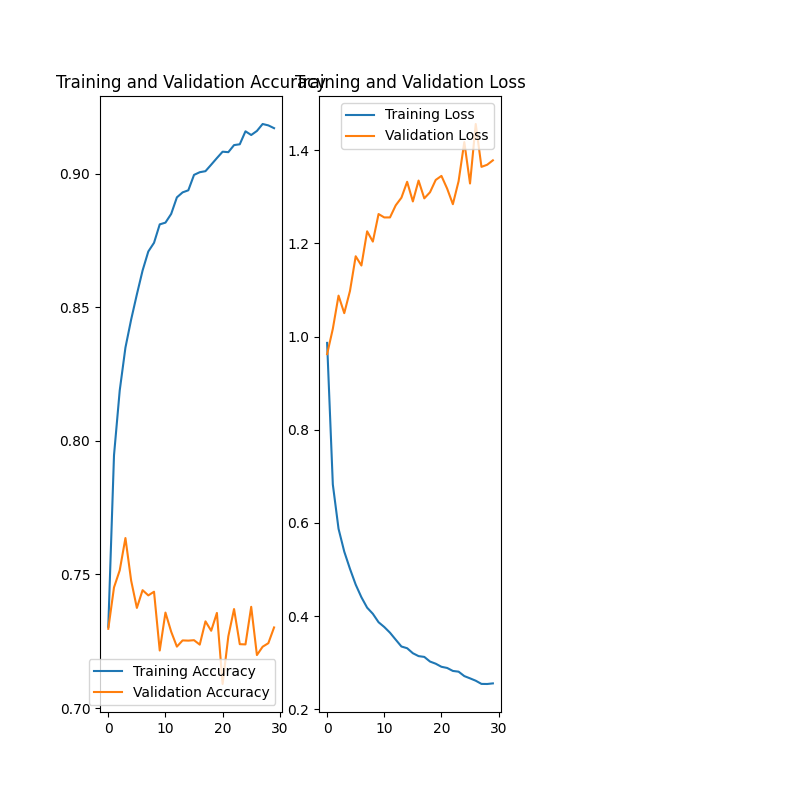 Training and Validation Accuracy
Training and Validation Loss
0.90
0.85
0.80
0.75
0.70
Training Accuracy
Validation Accuracy
0 10 20 30
Training Loss
Validation Loss
1.4
1.2
1.0
0.8
0.6
0.4
0.2
0 10 20 30